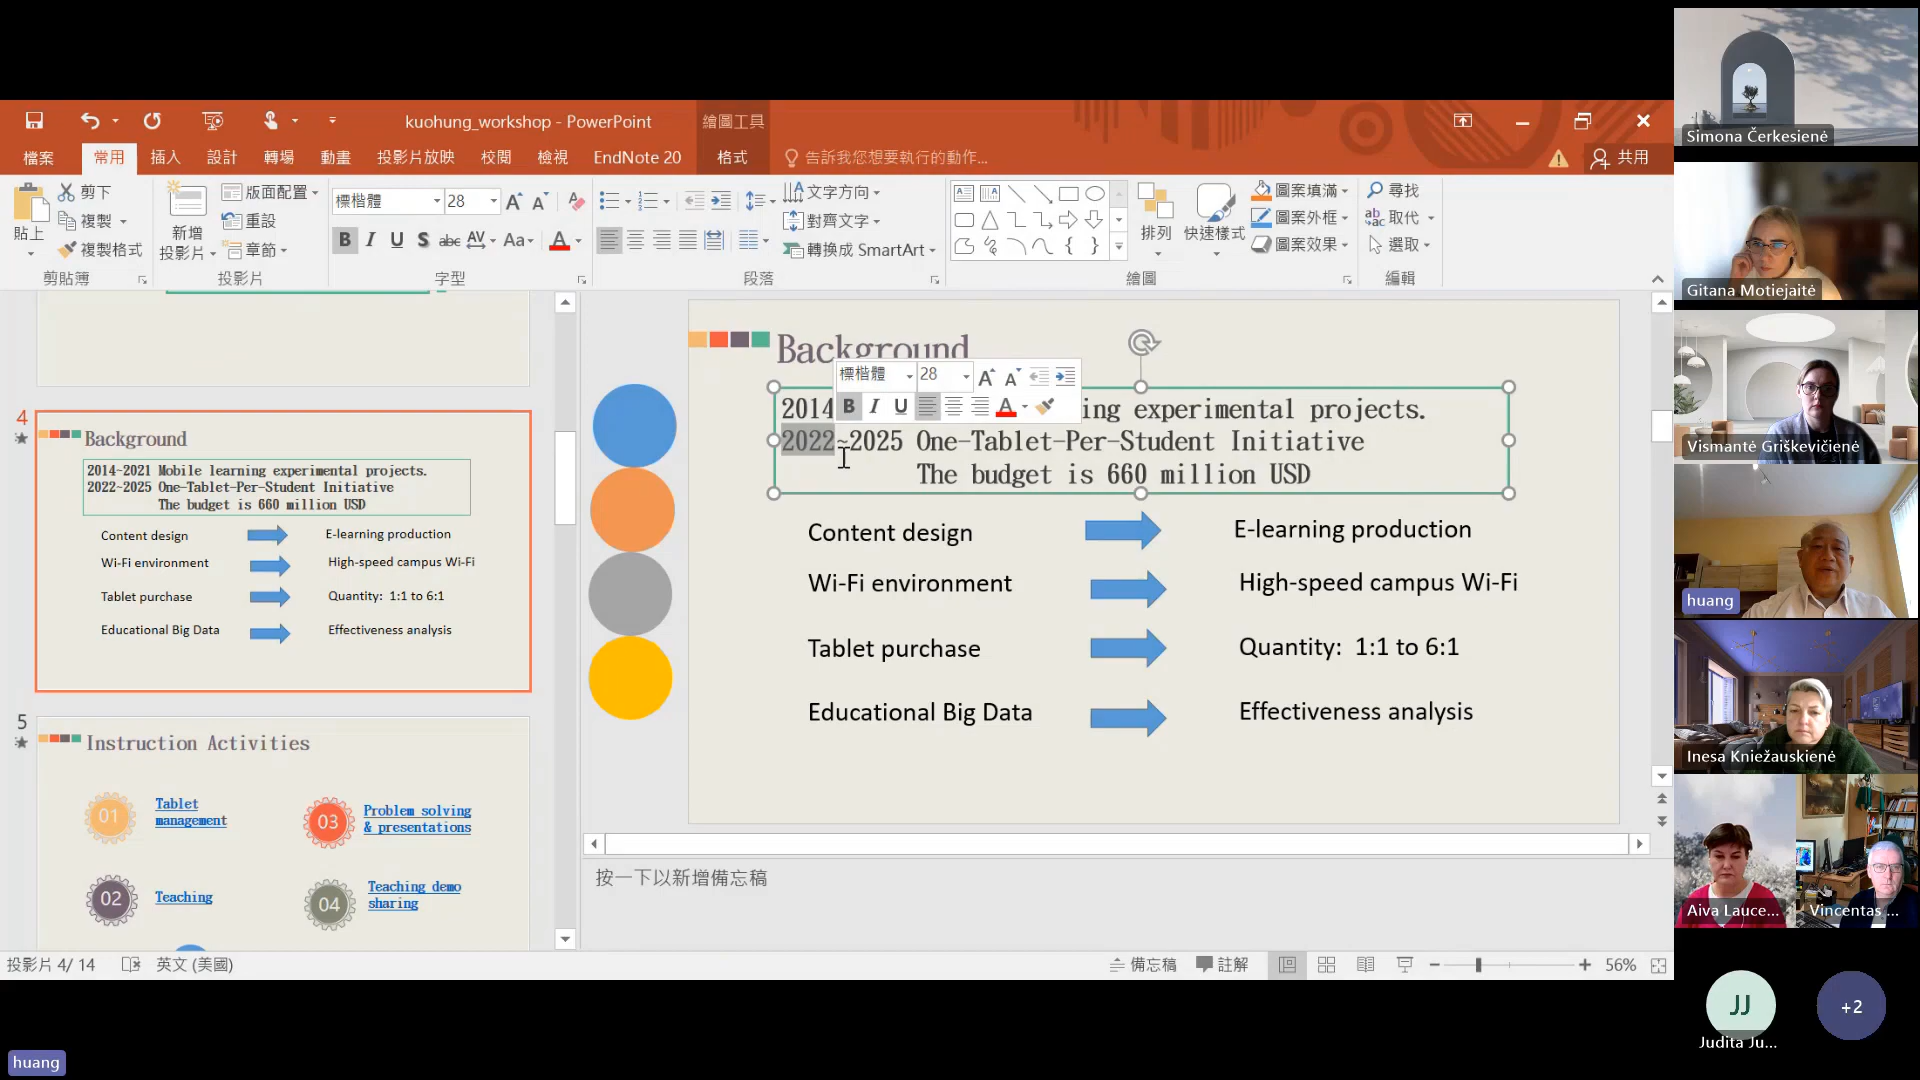 kuohung_workshop - PowerPoint
繪圖工具
檔案
常用
插入
設計
轉場
動畫
投影片放映
校閱
檢視
EndNote 20
格式
告訴我您想要執行的動作...
共用
貼上
剪下
複製
複製格式
剪貼簿
新增
投影片
版面配置
重設
章節
投影片
標楷體
28
B I U S abc AV Aa A
字型
文字方向
對齊文字
轉換成 SmartArt
段落
排列
快速樣式
圖案填滿
圖案外框
圖案效果
繪圖
尋找
取代
選取
編輯
4
Background
2014~2021 Mobile learning experimental projects.
2022~2025 One-Tablet-Per-Student Initiative
The budget is 660 million USD
Content design
E-learning production
Wi-Fi environment
High-speed campus Wi-Fi
Tablet purchase
Quantity: 1:1 to 6:1
Educational Big Data
Effectiveness analysis
5
Instruction Activities
01
Tablet
management
03
Problem solving
& presentations
02
Teaching
04
Teaching demo
sharing
Background
標楷體
28
B I U A
2014
ing experimental projects.
2022~2025 One-Tablet-Per-Student Initiative
The budget is 660 million USD
Content design
E-learning production
Wi-Fi environment
High-speed campus Wi-Fi
Tablet purchase
Quantity: 1:1 to 6:1
Educational Big Data
Effectiveness analysis
按一下以新增備忘稿
投影片 4/ 14
英文 (美國)
備忘稿
註解
56%
Simona Čerkesienė
Gitana Motiejaitė
Vismantė Griškevičienė
huang
Inesa Kniežauskienė
Aiva Lauce...
Vincentas ...
JJ
Judita Ju...
+2
huang